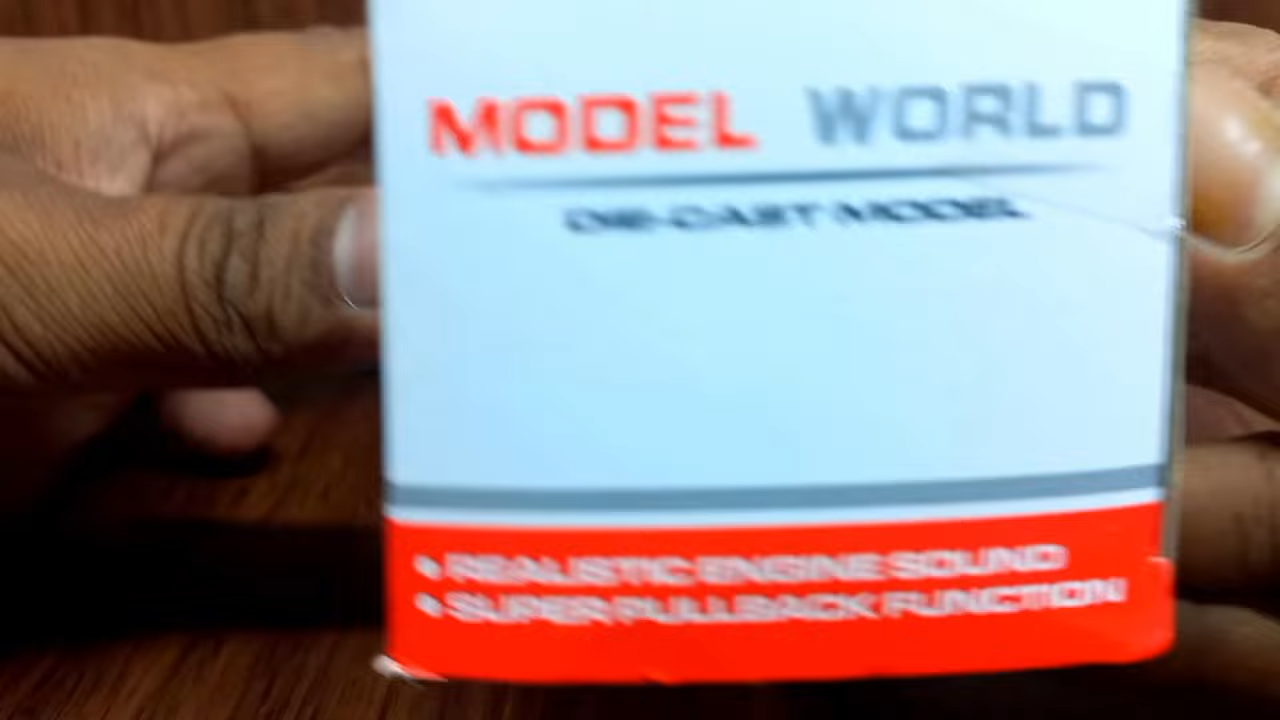 MODEL WORLD
DIE-CAST MODEL
• REALISTIC ENGINE SOUND
• SUPER PULLBACK FUNCTION